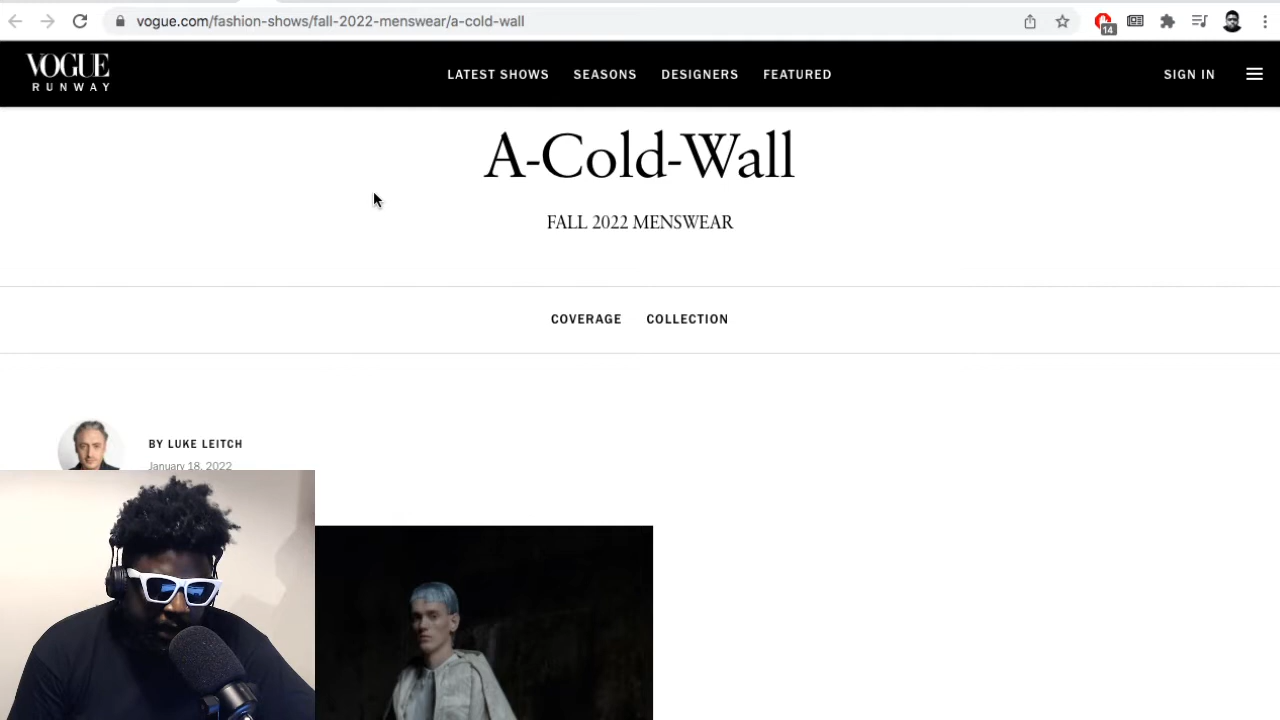 vogue.com/fashion-shows/fall-2022-menswear/a-cold-wall
14
VOGUE
RUNWAY
LATEST SHOWS SEASONS DESIGNERS FEATURED
SIGN IN
A-Cold-Wall
FALL 2022 MENSWEAR
COVERAGE COLLECTION
BY LUKE LEITCH
January 18, 2022